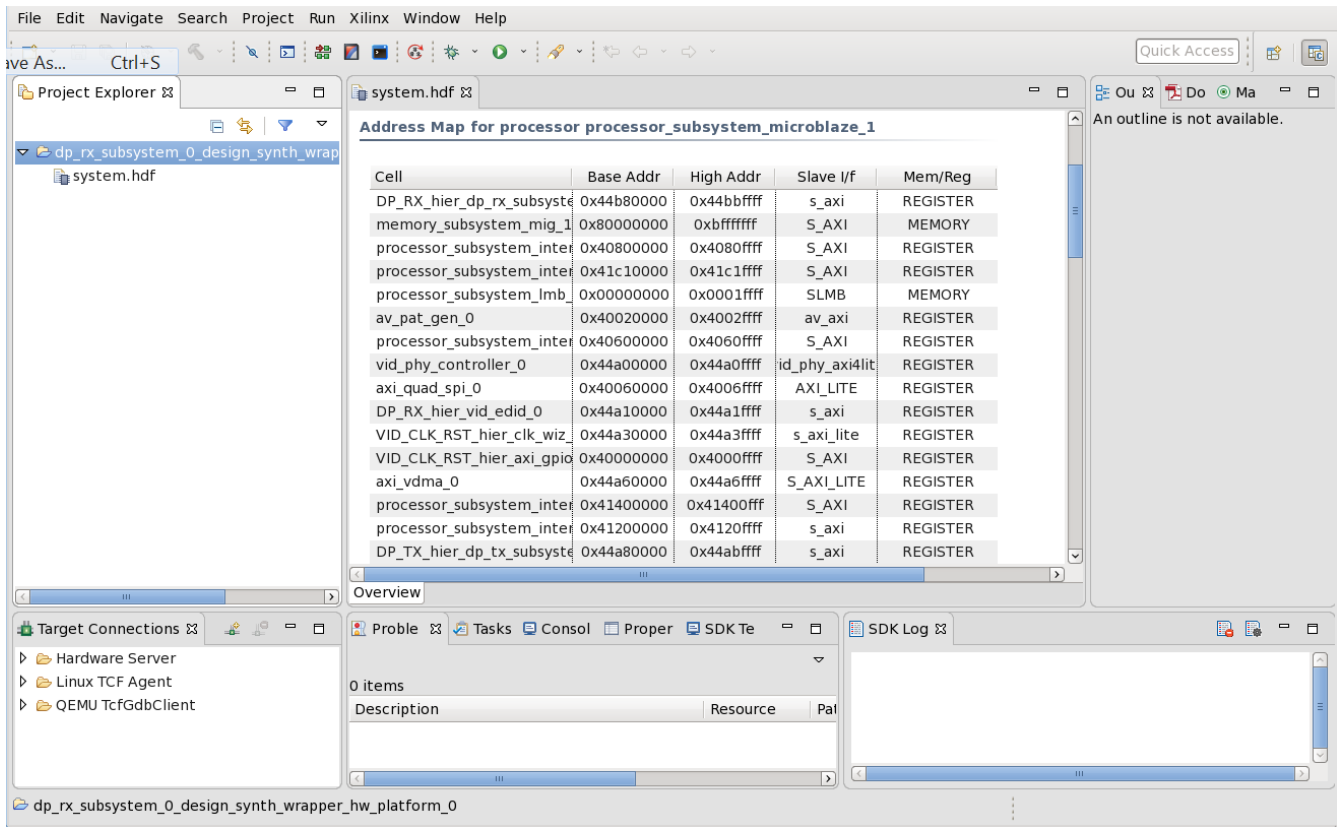 File Edit Navigate Search Project Run Xilinx Window Help
ave As... Ctrl+S
Quick Access
Project Explorer
dp_rx_subsystem_0_design_synth_wrap
system.hdf
system.hdf
Address Map for processor processor_subsystem_microblaze_1
Cell Base Addr High Addr Slave I/f Mem/Reg
DP_RX_hier_dp_rx_subsyste 0x44b80000 0x44bbffff s_axi REGISTER
memory_subsystem_mig_1 0x80000000 0xbfffffff S_AXI MEMORY
processor_subsystem_inter 0x40800000 0x4080ffff S_AXI REGISTER
processor_subsystem_inter 0x41c10000 0x41c1ffff S_AXI REGISTER
processor_subsystem_lmb_ 0x00000000 0x0001ffff SLMB MEMORY
av_pat_gen_0 0x40020000 0x4002ffff av_axi REGISTER
processor_subsystem_inter 0x40600000 0x4060ffff S_AXI REGISTER
vid_phy_controller_0 0x44a00000 0x44a0ffff vid_phy_axi4lit REGISTER
axi_quad_spi_0 0x40060000 0x4006ffff AXI_LITE REGISTER
DP_RX_hier_vid_edid_0 0x44a10000 0x44a1ffff s_axi REGISTER
VID_CLK_RST_hier_clk_wiz_ 0x44a30000 0x44a3ffff s_axi_lite REGISTER
VID_CLK_RST_hier_axi_gpio 0x40000000 0x4000ffff S_AXI REGISTER
axi_vdma_0 0x44a60000 0x44a6ffff S_AXI_LITE REGISTER
processor_subsystem_inter 0x41400000 0x41400fff S_AXI REGISTER
processor_subsystem_inter 0x41200000 0x4120ffff s_axi REGISTER
DP_TX_hier_dp_tx_subsyste 0x44a80000 0x44abffff s_axi REGISTER
Overview
Ou Do Ma
An outline is not available.
Target Connections
Hardware Server
Linux TCF Agent
QEMU TcfGdbClient
Proble Tasks Consol Proper SDK Te
0 items
Description Resource Pat
SDK Log
dp_rx_subsystem_0_design_synth_wrapper_hw_platform_0